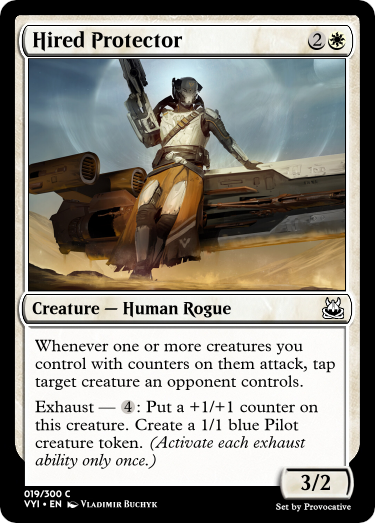 Hired Protector 2
Creature — Human Rogue
Whenever one or more creatures you
control with counters on them attack, tap
target creature an opponent controls.
Exhaust — 4: Put a +1/+1 counter on
this creature. Create a 1/1 blue Pilot
creature token. (Activate each exhaust
ability only once.)
3/2
019/300 C
VYI • EN Vladimir Buchyk
Set by Provocative